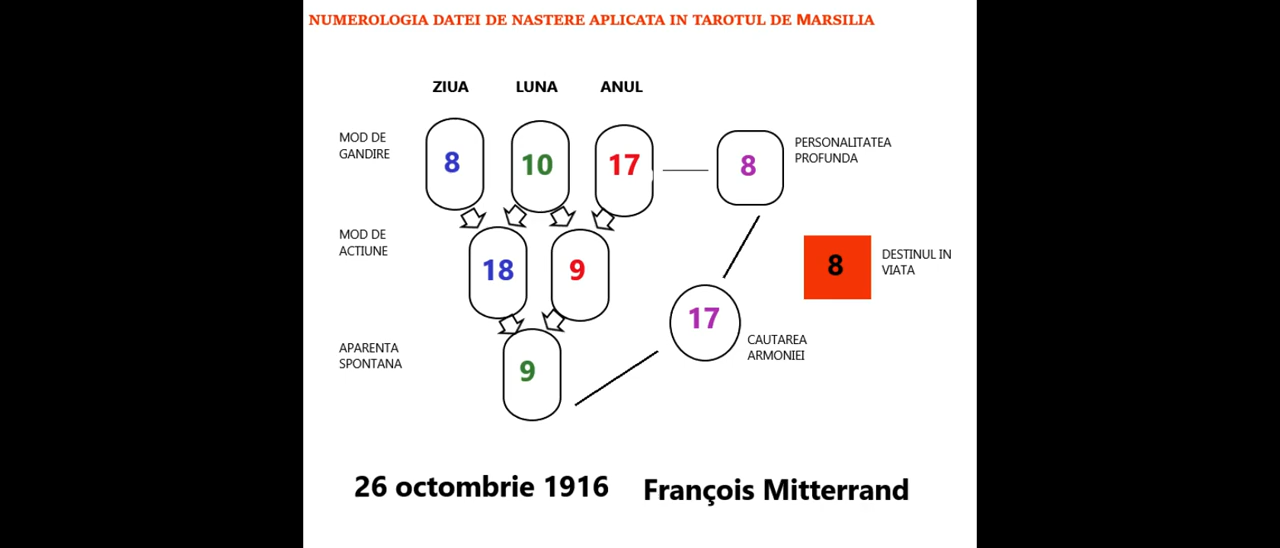 NUMEROLOGIA DATEI DE NASTERE APLICATA IN TAROTUL DE MARSILIA
ZIUA LUNA ANUL
MOD DE
GANDIRE
8 10 17 8
PERSONALITATEA
PROFUNDA
MOD DE
ACTIUNE
18 9
8
DESTINUL IN
VIATA
17
CAUTAREA
ARMONIEI
APARENTA
SPONTANA
9
26 octombrie 1916 François Mitterrand